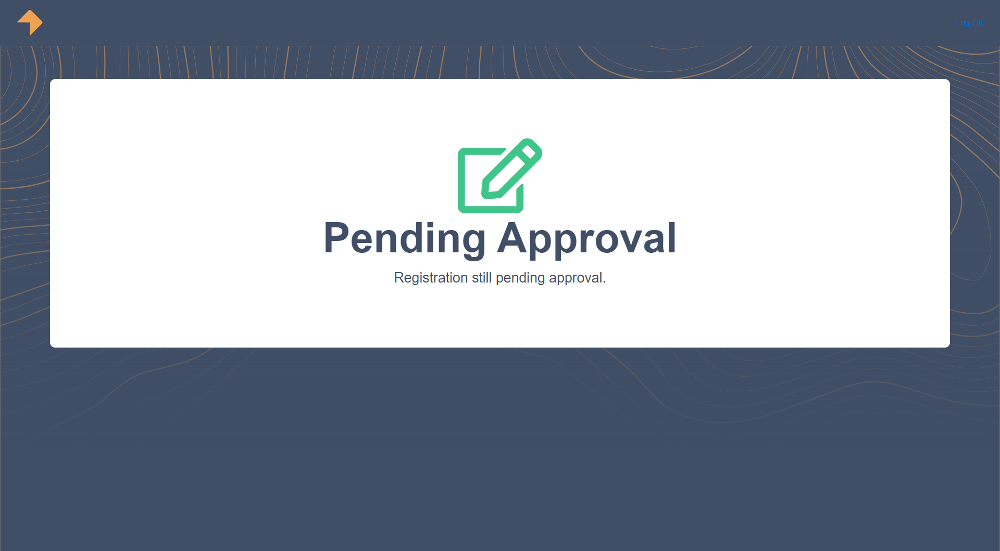 Log Off
Pending Approval
Registration still pending approval.